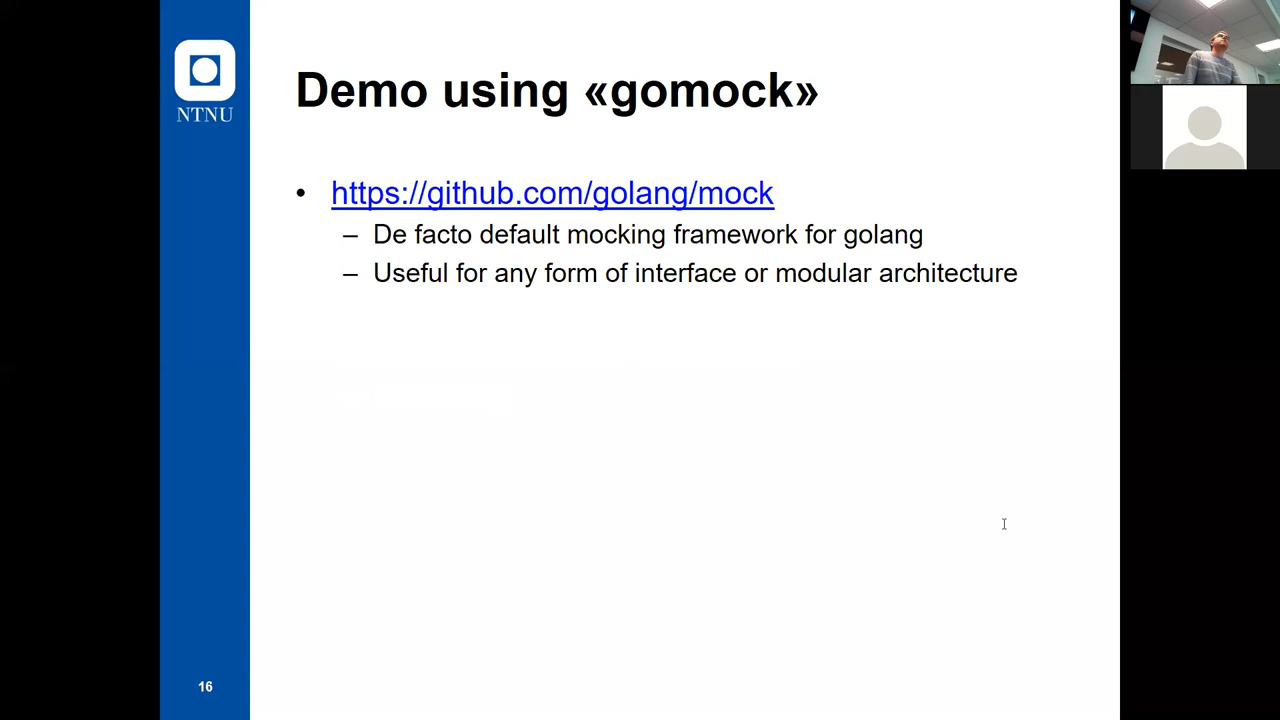 NTNU
Demo using «gomock»
• https://github.com/golang/mock
– De facto default mocking framework for golang
– Useful for any form of interface or modular architecture
16